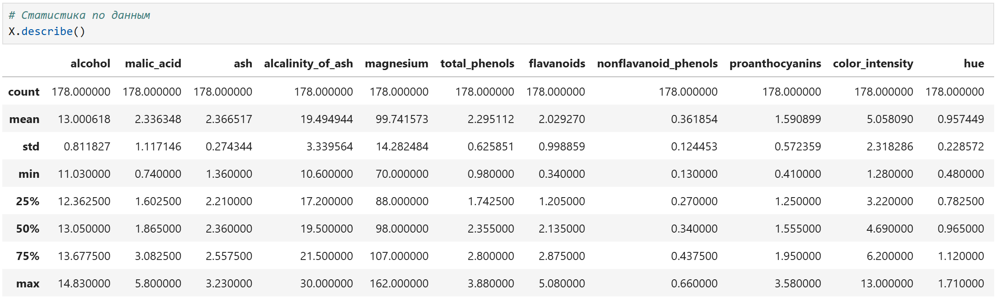 # Статистика по данным
X.describe()
alcohol malic_acid ash alcalinity_of_ash magnesium total_phenols flavanoids nonflavanoid_phenols proanthocyanins color_intensity hue
count 178.000000 178.000000 178.000000 178.000000 178.000000 178.000000 178.000000 178.000000 178.000000 178.000000 178.000000
mean 13.000618 2.336348 2.366517 19.494944 99.741573 2.295112 2.029270 0.361854 1.590899 5.058090 0.957449
std 0.811827 1.117146 0.274344 3.339564 14.282484 0.625851 0.998859 0.124453 0.572359 2.318286 0.228572
min 11.030000 0.740000 1.360000 10.600000 70.000000 0.980000 0.340000 0.130000 0.410000 1.280000 0.480000
25% 12.362500 1.602500 2.210000 17.200000 88.000000 1.742500 1.205000 0.270000 1.250000 3.220000 0.782500
50% 13.050000 1.865000 2.360000 19.500000 98.000000 2.355000 2.135000 0.340000 1.555000 4.690000 0.965000
75% 13.677500 3.082500 2.557500 21.500000 107.000000 2.800000 2.875000 0.437500 1.950000 6.200000 1.120000
max 14.830000 5.800000 3.230000 30.000000 162.000000 3.880000 5.080000 0.660000 3.580000 13.000000 1.710000